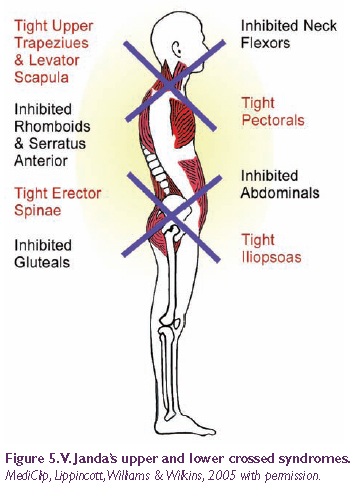 Tight Upper
Trapeziues
& Levator
Scapula
Inhibited
Rhomboids
& Serratus
Anterior
Tight Erector
Spinae
Inhibited
Gluteals
Inhibited Neck
Flexors
Tight
Pectorals
Inhibited
Abdominals
Tight
Iliopsoas
Figure 5.V. Janda's upper and lower crossed syndromes.
MediClip, Lippincott, Williams & Wilkins, 2005 with permission.